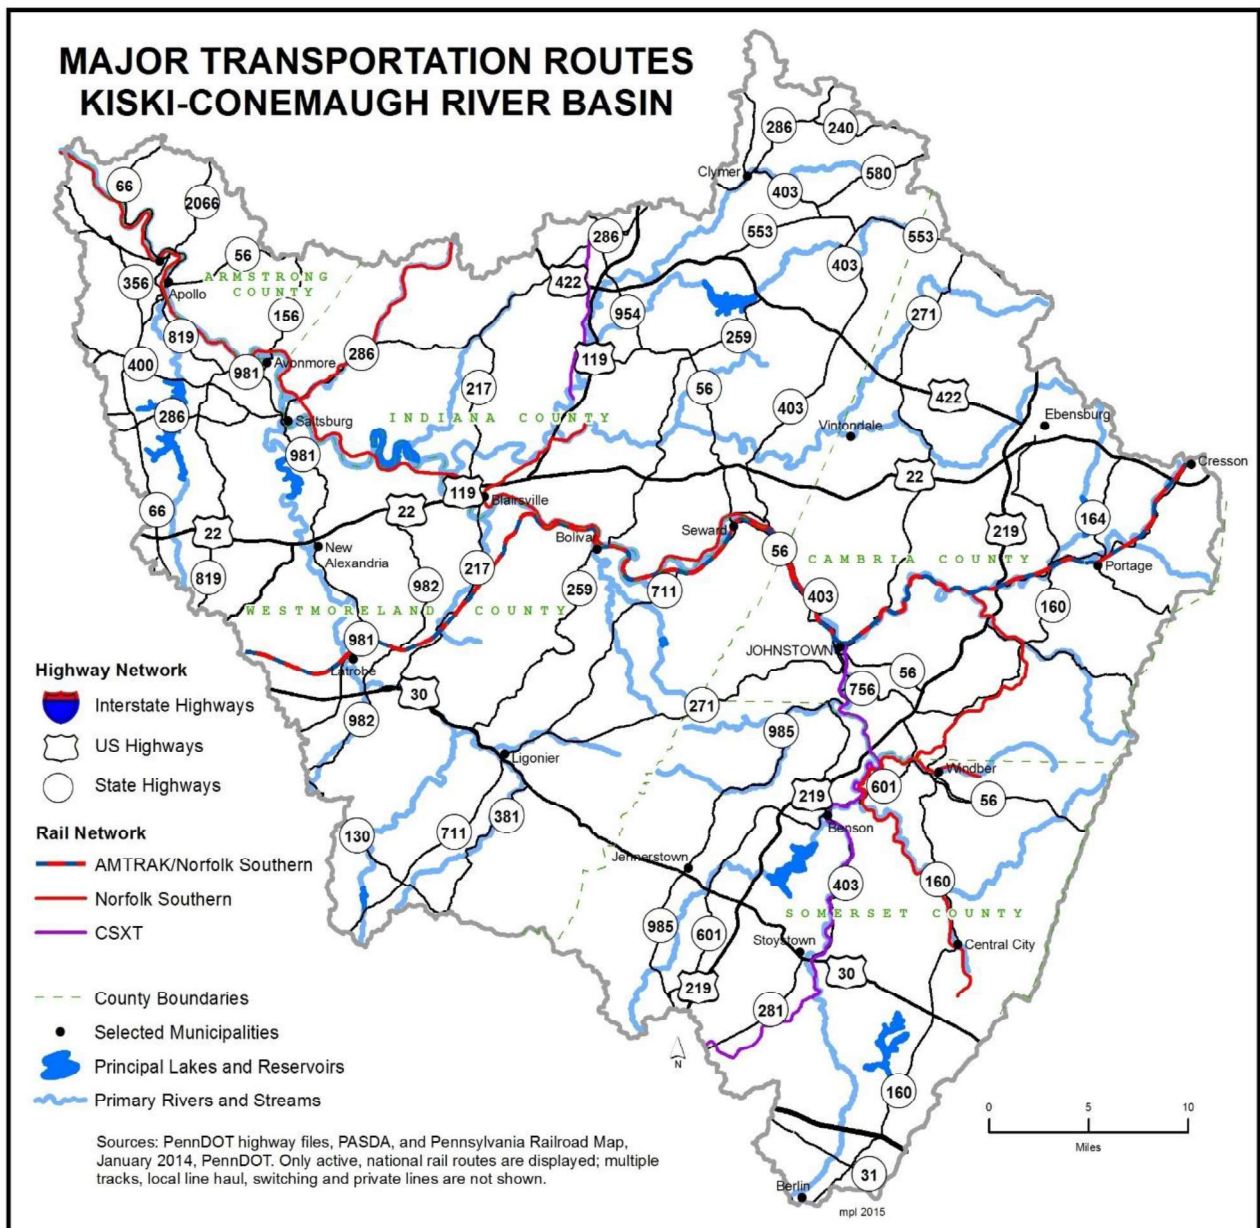 MAJOR TRANSPORTATION ROUTES
KISKI-CONEMAUGH RIVER BASIN
286
240
Clymer
580
403
66
2066
553
286
553
56
403
ARMSTRONG
COUNTY
356
422
Apollo
954
271
156
819
259
286
119
400
981
Avonmore
217
56
403
422
286
INDIANA COUNTY
Ebensburg
Saltsburg
Vintondale
981
Cresson
22
119
Blairsville
66
22
164
22
Seward
219
Boliva
56
New
Alexandria
CAMBRIA COUNTY
217
Portage
819
982
259
711
403
160
WESTMORELAND COUNTY
981
JOHNSTOWN
Latrobe
56
756
30
271
982
985
Ligonier
Windber
219
601
56
381
Benson
130
711
Jennerstown
403
160
SOMERSET COUNTY
985
601
Stoystown
Central City
30
219
281
N
160
31
Berlin
mpl 2015
0
5
10
Miles
Highway Network
Interstate Highways
US Highways
State Highways
Rail Network
AMTRAK/Norfolk Southern
Norfolk Southern
CSXT
County Boundaries
Selected Municipalities
Principal Lakes and Reservoirs
Primary Rivers and Streams
Sources: PennDOT highway files, PASDA, and Pennsylvania Railroad Map,
January 2014, PennDOT. Only active, national rail routes are displayed; multiple
tracks, local line haul, switching and private lines are not shown.